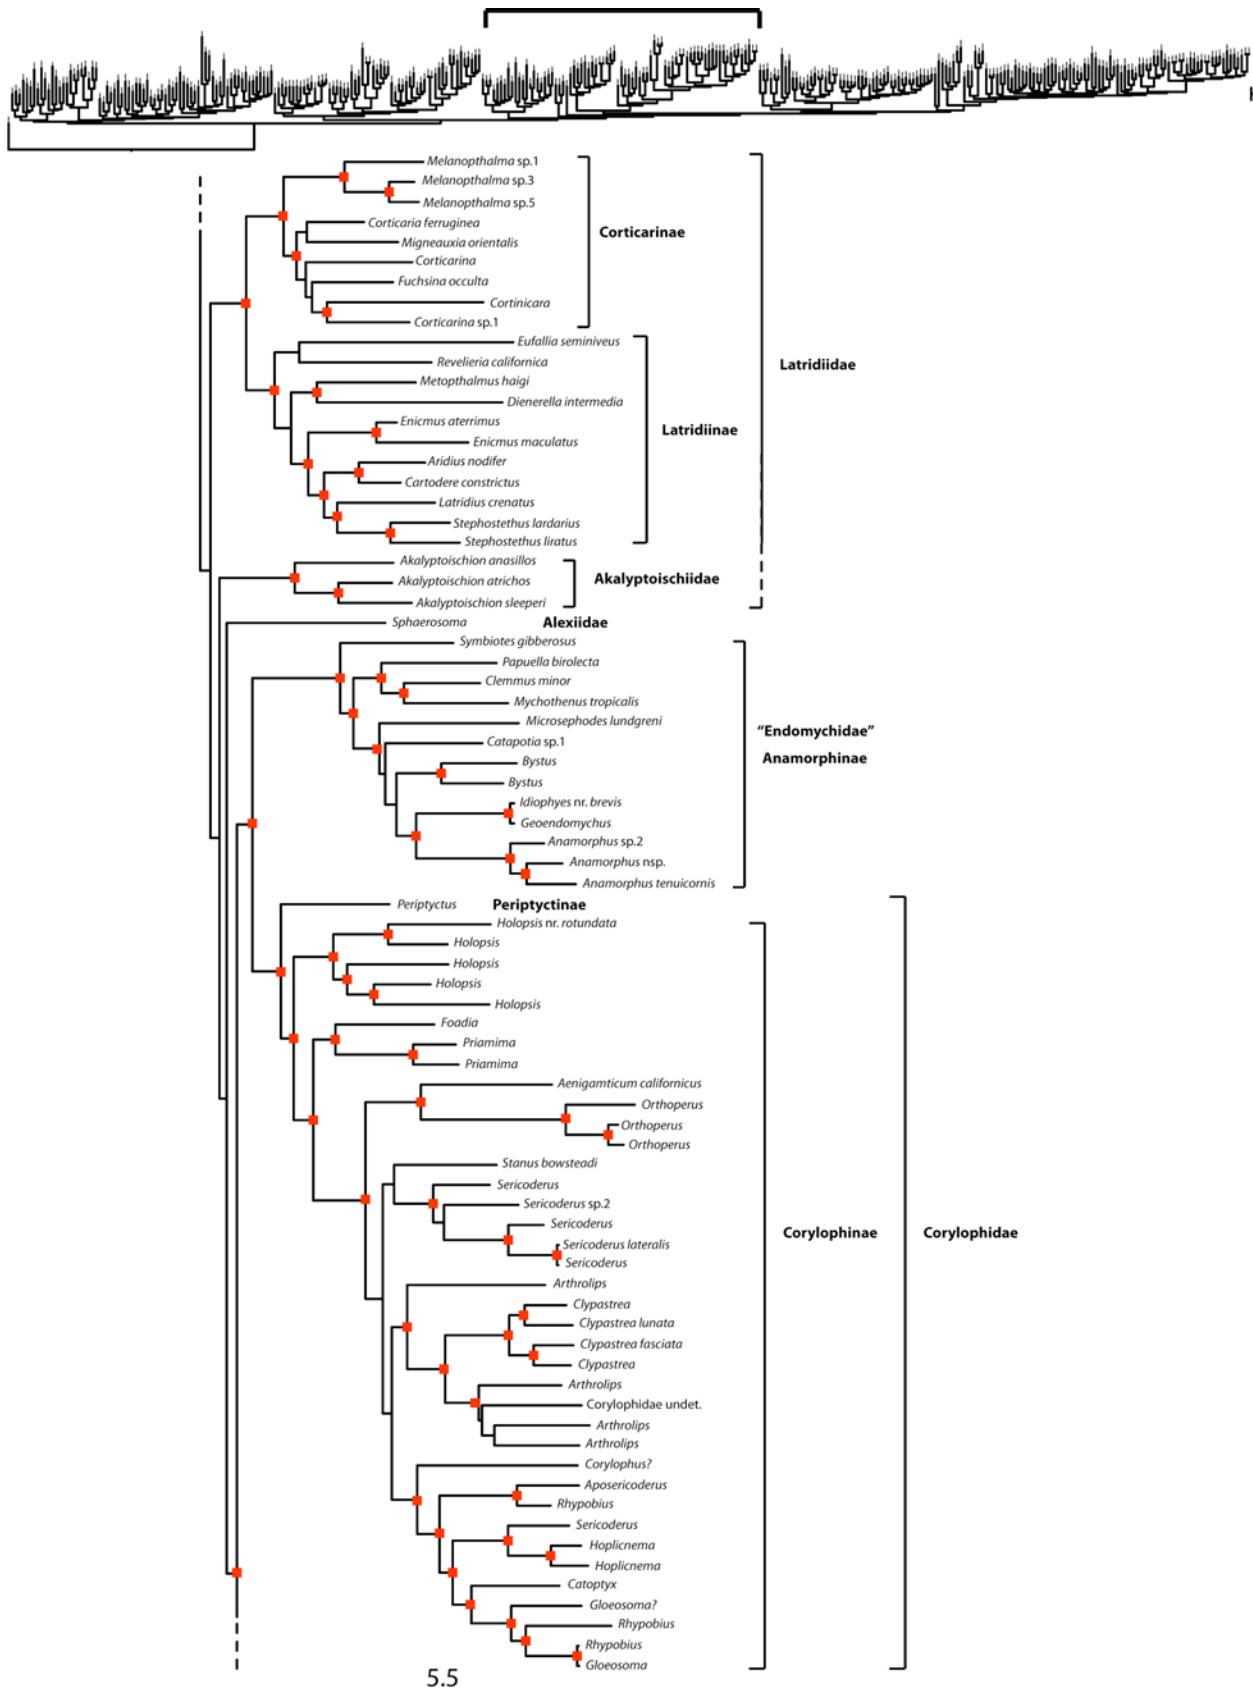 Melanopthalma sp.1
Melanopthalma sp.3
Melanopthalma sp.5
Corticaria ferruginea
Corticarinae
Migneauxia orientalis
Corticarina
Fuchsina occulta
Cortinicara
Corticarina sp.1
Eufallia seminiveus
Revelieria californica
Latridiidae
Metopthalmus haigi
Dienerella intermedia
Enicmus aterrimus
Latridiinae
Enicmus maculatus
Aridius nodifer
Cartodere constrictus
Latridius crenatus
Stephostethus lardarius
Stephostethus liratus
Akalyptoischion anasillos
Akalyptoischiidae
Akalyptoischion atrichos
Akalyptoischion sleeperi
Sphaerosoma
Alexiidae
Symbiotes gibberosus
Papuella birolecta
Clemmus minor
Mychothenus tropicalis
Microsephodes lundgreni
“Endomychidae”
Anamorphinae
Catapotia sp.1
Bystus
Bystus
Idiophyes nr. brevis
Geoendomychus
Anamorphus sp.2
Anamorphus nsp.
Anamorphus tenuicornis
Periptyctus
Periptyctinae
Holopsis nr. rotundata
Holopsis
Holopsis
Holopsis
Holopsis
Foadia
Priamima
Priamima
Aenigamticum californicus
Orthoperus
Orthoperus
Orthoperus
Stanus bowsteadi
Sericoderus
Sericoderus sp.2
Sericoderus
Corylophinae
Corylophidae
Sericoderus lateralis
Sericoderus
Arthrolips
Clypastrea
Clypastrea lunata
Clypastrea fasciata
Clypastrea
Arthrolips
Corylophidae undet.
Arthrolips
Arthrolips
Corylophus?
Aposericoderus
Rhypobius
Sericoderus
Hoplicnema
Hoplicnema
Catoptyx
Gloeosoma?
Rhypobius
Rhypobius
Gloeosoma
5.5